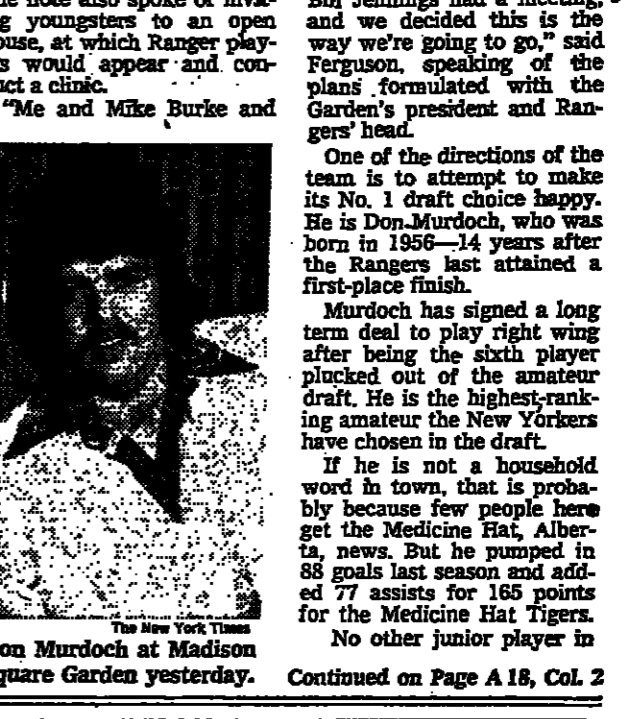 note also spoke of
youngsters to an open
at which Ranger
would appear and
a clinic.
"Me and Mike Burke and
The New York Times
on Murdoch at Madison
quare Garden yesterday.
Bill Jennings had a meeting,
and we decided this is the
way we're going to go," said
Ferguson, speaking of the
plans formulated with the
Garden's president and Ran-
gers' head.
One of the directions of the
team is to attempt to make
its No. 1 draft choice happy.
He is Don Murdoch, who was
born in 1956—14 years after
the Rangers last attained a
first-place finish.
Murdoch has signed a long
term deal to play right wing
after being the sixth player
plucked out of the amateur
draft. He is the highest-rank-
ing amateur the New Yorkers
have chosen in the draft.
If he is not a household
word in town, that is proba-
bly because few people here
get the Medicine Hat, Alber-
ta, news. But he pumped in
88 goals last season and add-
ed 77 assists for 165 points
for the Medicine Hat Tigers.
No other junior player in
Continued on Page A 18, Col. 2